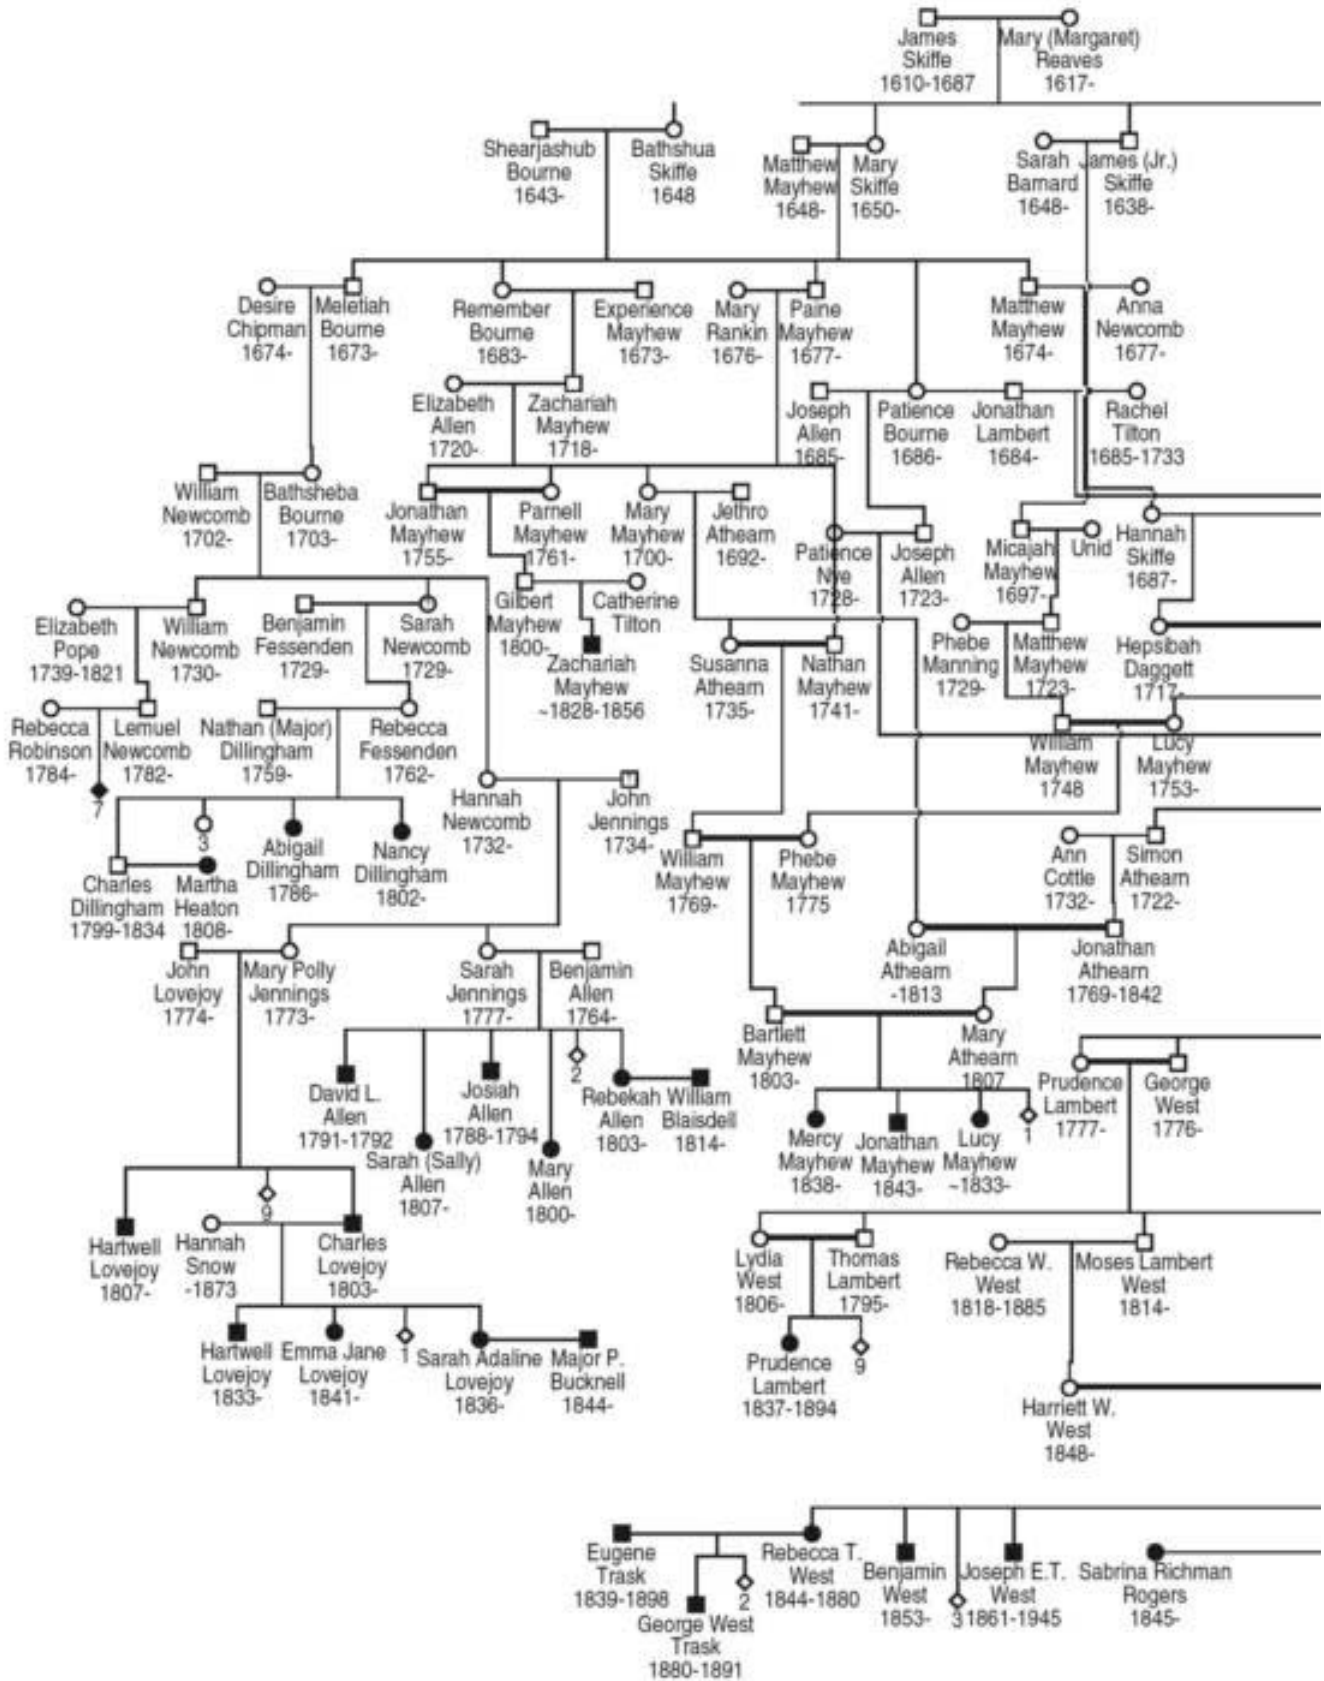 James
Skiffe
1610-1687
Mary (Margaret)
Reaves
1617-
Shearjashub
Bourne
1643-
Bathshua
Skiffe
1648
Matthew
Mayhew
1648-
Mary
Skiffe
1650-
Sarah
Barnard
1648-
James (Jr.)
Skiffe
1638-
Desire
Chipman
1674-
Meletiah
Bourne
1673-
Remember
Bourne
1683-
Experience
Mayhew
1673-
Mary
Rankin
1676-
Paine
Mayhew
1677-
Matthew
Mayhew
1674-
Anna
Newcomb
1677-
Elizabeth
Allen
1720-
Zachariah
Mayhew
1718-
Joseph
Allen
1685-
Patience
Bourne
1686-
Jonathan
Lambert
1684-
Rachel
Tilton
1685-1733
William
Newcomb
1702-
Bathsheba
Bourne
1703-
Jonathan
Mayhew
1755-
Parnell
Mayhew
1761-
Mary
Mayhew
1700-
Jethro
Athearn
1692-
Patience
Nye
1728-
Joseph
Allen
1723-
Micajah
Mayhew
1697-
Unid
Hannah
Skiffe
1687-
Elizabeth
Pope
1739-1821
William
Newcomb
1730-
Benjamin
Fessenden
1729-
Sarah
Newcomb
1729-
Gilbert
Mayhew
1800-
Catherine
Tilton
Zachariah
Mayhew
~1828-1856
Susanna
Athearn
1735-
Nathan
Mayhew
1741-
Phebe
Manning
1729-
Matthew
Mayhew
1723-
Hepsibah
Daggett
1717-
Rebecca
Robinson
1784-
Lemuel
Newcomb
1782-
7
Nathan (Major)
Dillingham
1759-
Rebecca
Fessenden
1762-
Hannah
Newcomb
1732-
John
Jennings
1734-
William
Mayhew
1748
Lucy
Mayhew
1753-
Charles
Dillingham
1799-1834
Martha
Heaton
1808-
3
Abigail
Dillingham
1786-
Nancy
Dillingham
1802-
William
Mayhew
1769-
Phebe
Mayhew
1775
Ann
Cottle
1732-
Simon
Athearn
1722-
John
Lovejoy
1774-
Mary Polly
Jennings
1773-
Sarah
Jennings
1777-
Benjamin
Allen
1764-
Abigail
Athearn
-1813
Jonathan
Athearn
1769-1842
David L.
Allen
1791-1792
Sarah (Sally)
Allen
1807-
Josiah
Allen
1788-1794
Mary
Allen
1800-
2
Rebekah
Allen
1803-
William
Blaisdell
1814-
Bartlett
Mayhew
1803-
Mary
Athearn
1807
Prudence
Lambert
1777-
George
West
1776-
Mercy
Mayhew
1838-
Jonathan
Mayhew
1843-
Lucy
Mayhew
~1833-
1
Hartwell
Lovejoy
1807-
9
Hannah
Snow
-1873
Charles
Lovejoy
1803-
Lydia
West
1806-
Thomas
Lambert
1795-
Rebecca W.
West
1818-1885
Moses Lambert
West
1814-
Hartwell
Lovejoy
1833-
Emma Jane
Lovejoy
1841-
1
Sarah Adaline
Lovejoy
1836-
Major P.
Bucknell
1844-
Prudence
Lambert
1837-1894
9
Harriett W.
West
1848-
Eugene
Trask
1839-1898
George West
Trask
1880-1891
2
Rebecca T.
West
1844-1880
Benjamin
West
1853-
3
Joseph E.T.
West
1861-1945
Sabrina Richman
Rogers
1845-